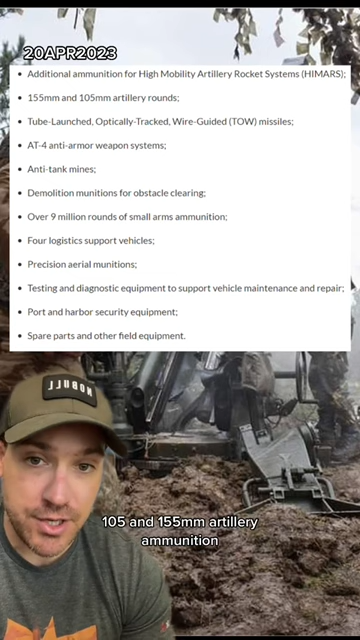 20APR2023
• Additional ammunition for High Mobility Artillery Rocket Systems (HIMARS);
• 155mm and 105mm artillery rounds;
• Tube-Launched, Optically-Tracked, Wire-Guided (TOW) missiles;
• AT-4 anti-armor weapon systems;
• Anti-tank mines;
• Demolition munitions for obstacle clearing;
• Over 9 million rounds of small arms ammunition;
• Four logistics support vehicles;
• Precision aerial munitions;
• Testing and diagnostic equipment to support vehicle maintenance and repair;
• Port and harbor security equipment;
• Spare parts and other field equipment.
NOBULL
105 and 155mm artillery
ammunition